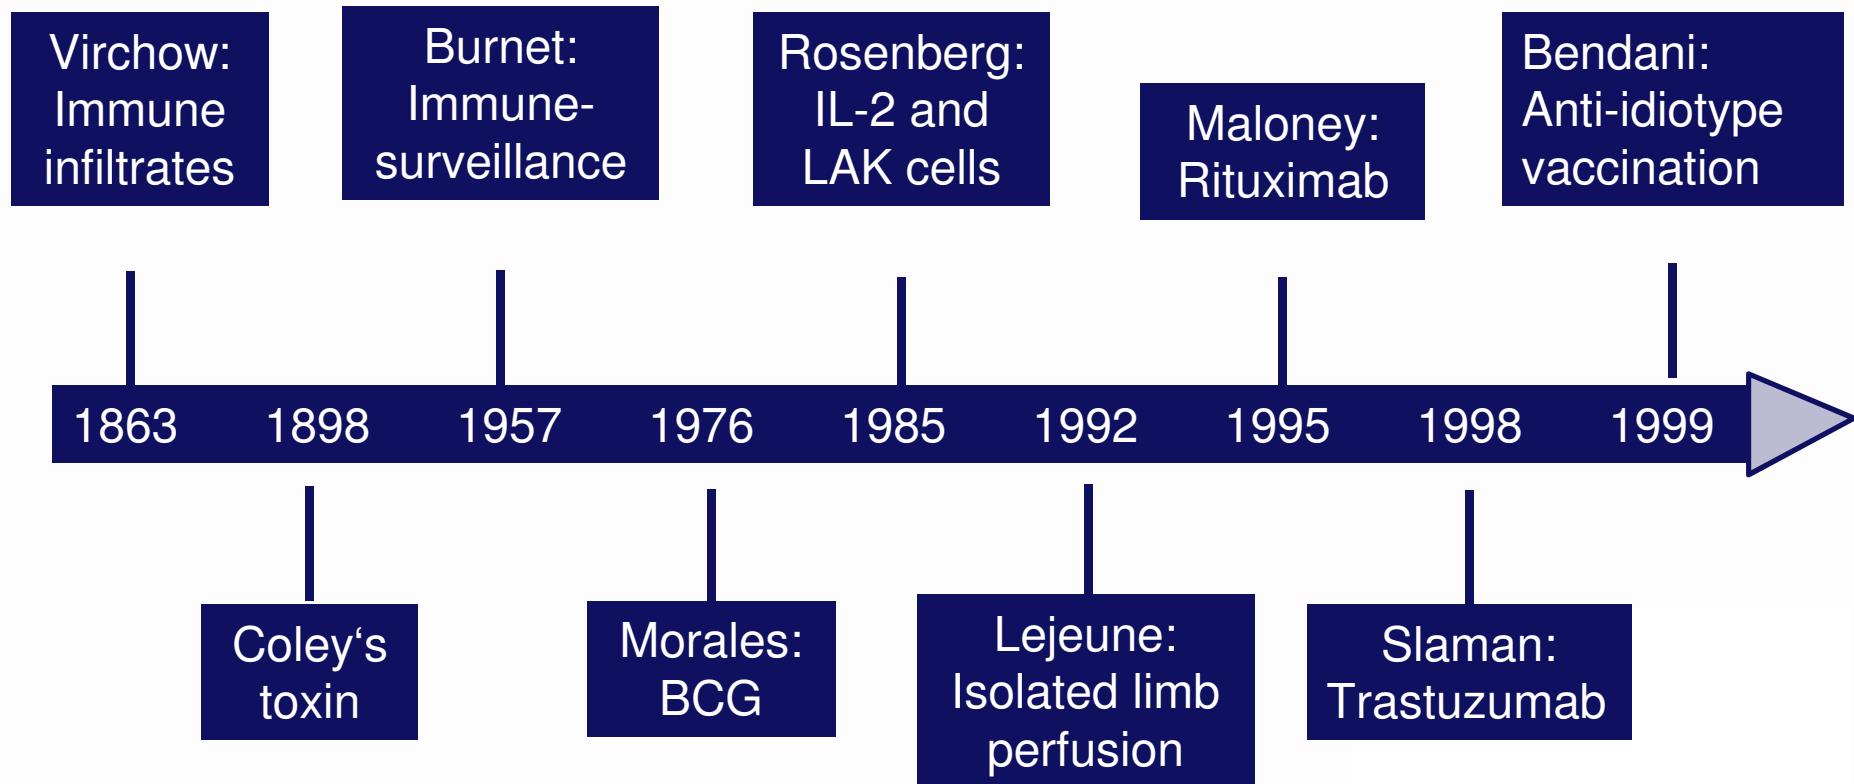 Virchow:
Immune
infiltrates
Burnet:
Immune-
surveillance
Rosenberg:
IL-2 and
LAK cells
Maloney:
Rituximab
Bendani:
Anti-idiotype
vaccination
1863 1898 1957 1976 1985 1992 1995 1998 1999
Coley‘s
toxin
Morales:
BCG
Lejeune:
Isolated limb
perfusion
Slaman:
Trastuzumab